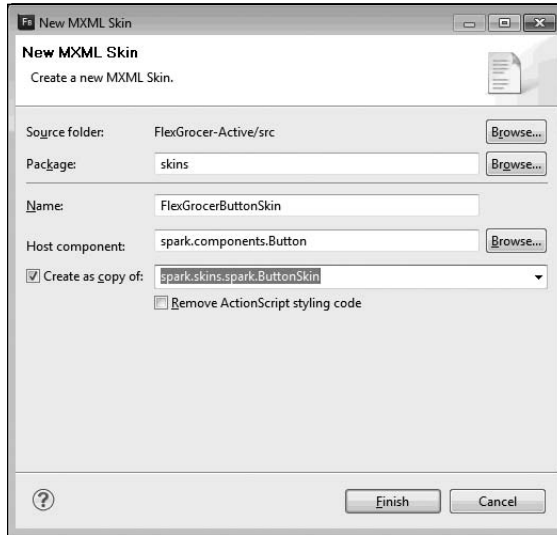 Fb New MXML Skin
New MXML Skin
Create a new MXML Skin.
Source folder: FlexGrocer-Active/src Browse...
Package: skins Browse...
Name: FlexGrocerButtonSkin
Host component: spark.components.Button Browse...
Create as copy of: spark.skins.spark.ButtonSkin
Remove ActionScript styling code
? Finish Cancel